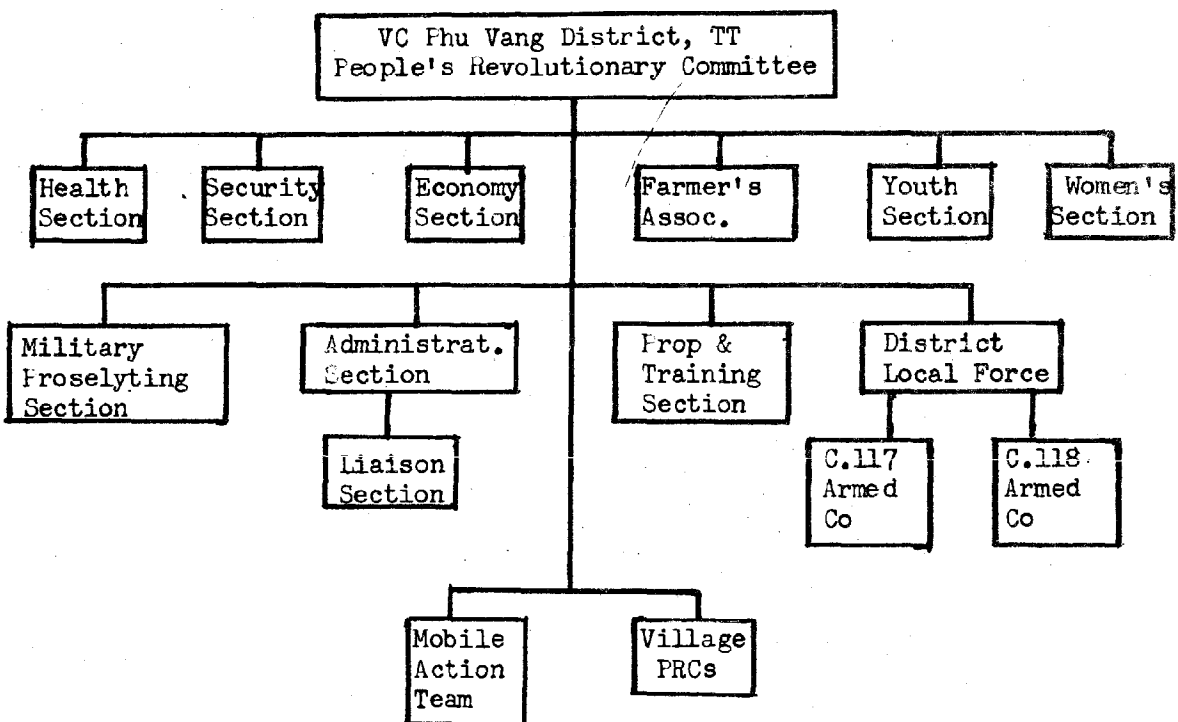 VC Phu Vang District, TT
People's Revolutionary Committee
Health
Section
Security
Section
Economy
Section
Farmer's
Assoc.
Youth
Section
Women's
Section
Military
Proselyting
Section
Administrat.
Section
Prop &
Training
Section
District
Local Force
Liaison
Section
C.117
Armed
Co
C.118
Armed
Co
Mobile
Action
Team
Village
PRCs